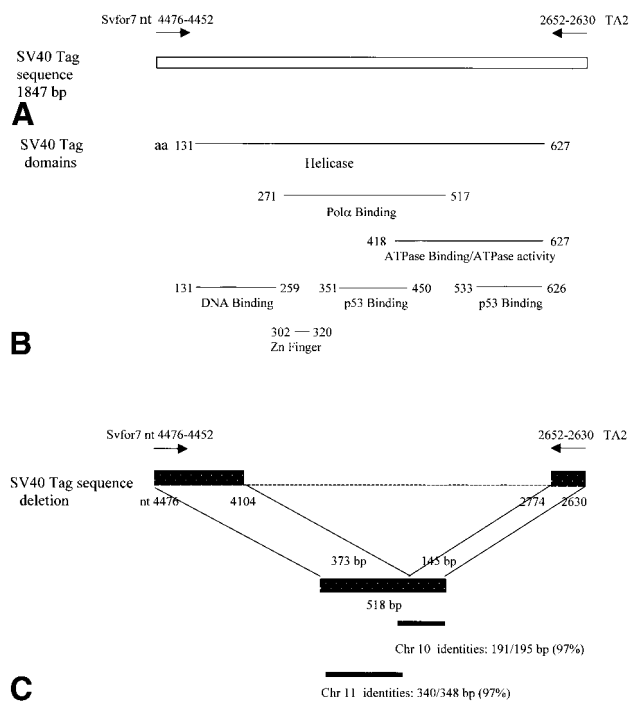 Svfor7 nt 4476-4452 2652-2630 TA2
SV40 Tag
sequence
1847 bp
A
SV40 Tag
domains
aa 131 627
Helicase
271 517
Polα Binding
418 627
ATPase Binding/ATPase activity
131 259 351 450 533 626
DNA Binding p53 Binding p53 Binding
302 320
Zn Finger
B
Svfor7 nt 4476-4452 2652-2630 TA2
SV40 Tag sequence
deletion
nt 4476 4104 2774 2630
373 bp 145 bp
518 bp
Chr 10 identities: 191/195 bp (97%)
Chr 11 identities: 340/348 bp (97%)
C